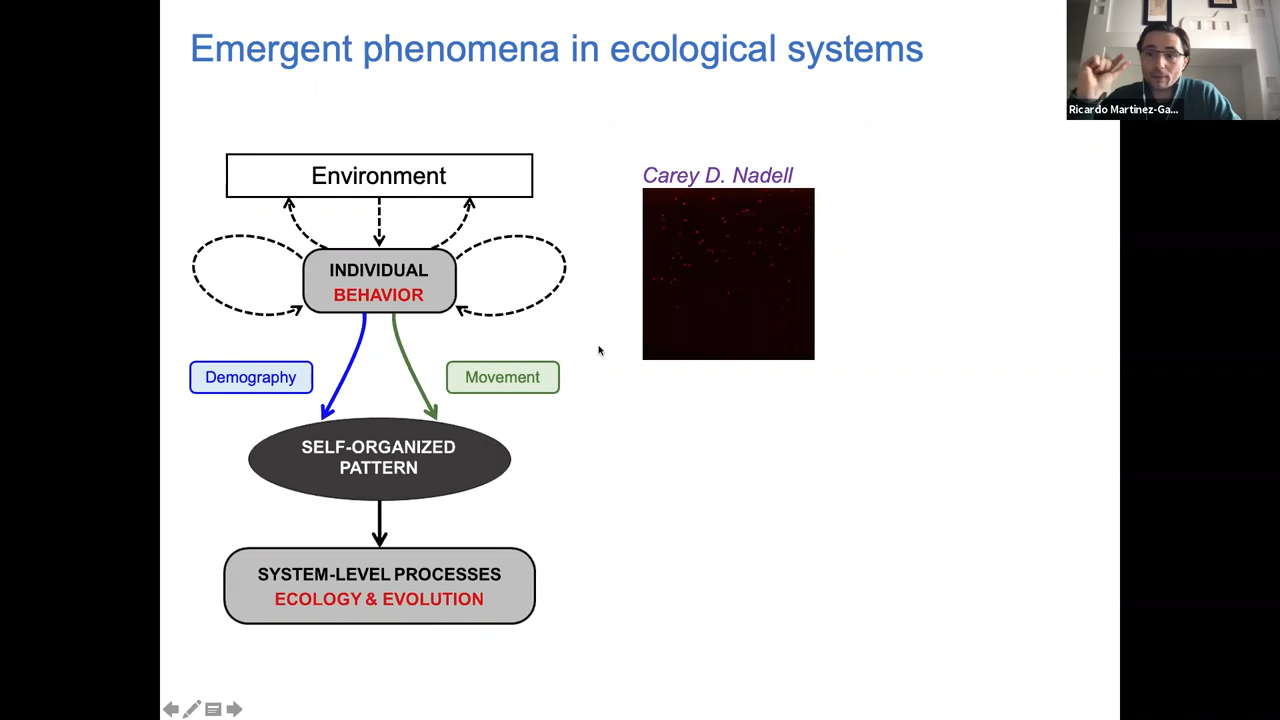 Emergent phenomena in ecological systems
Ricardo Martinez-Ga...
Environment
Carey D. Nadell
INDIVIDUAL
BEHAVIOR
Demography
Movement
SELF-ORGANIZED
PATTERN
SYSTEM-LEVEL PROCESSES
ECOLOGY & EVOLUTION